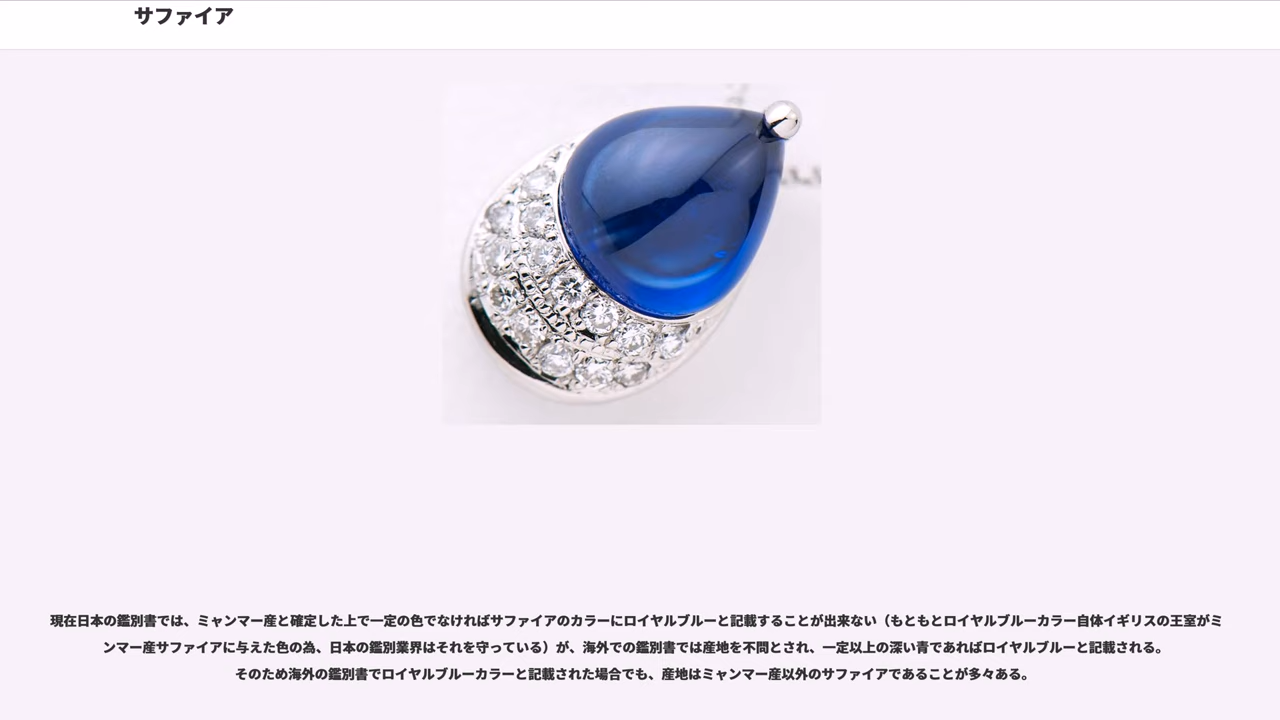 サファイア
現在日本の鑑別書では、ミャンマー産と確定した上で一定の色でなければサファイアのカラーにロイヤルブルーと記載することが出来ない（もともとロイヤルブルーカラー自体イギリスの王室がミ
ンマー産サファイアに与えた色の為、日本の鑑別業界はそれを守っている）が、海外での鑑別書では産地を不問とされ、一定以上の深い青であればロイヤルブルーと記載される。
そのため海外の鑑別書でロイヤルブルーカラーと記載された場合でも、産地はミャンマー産以外のサファイアであることが多々ある。